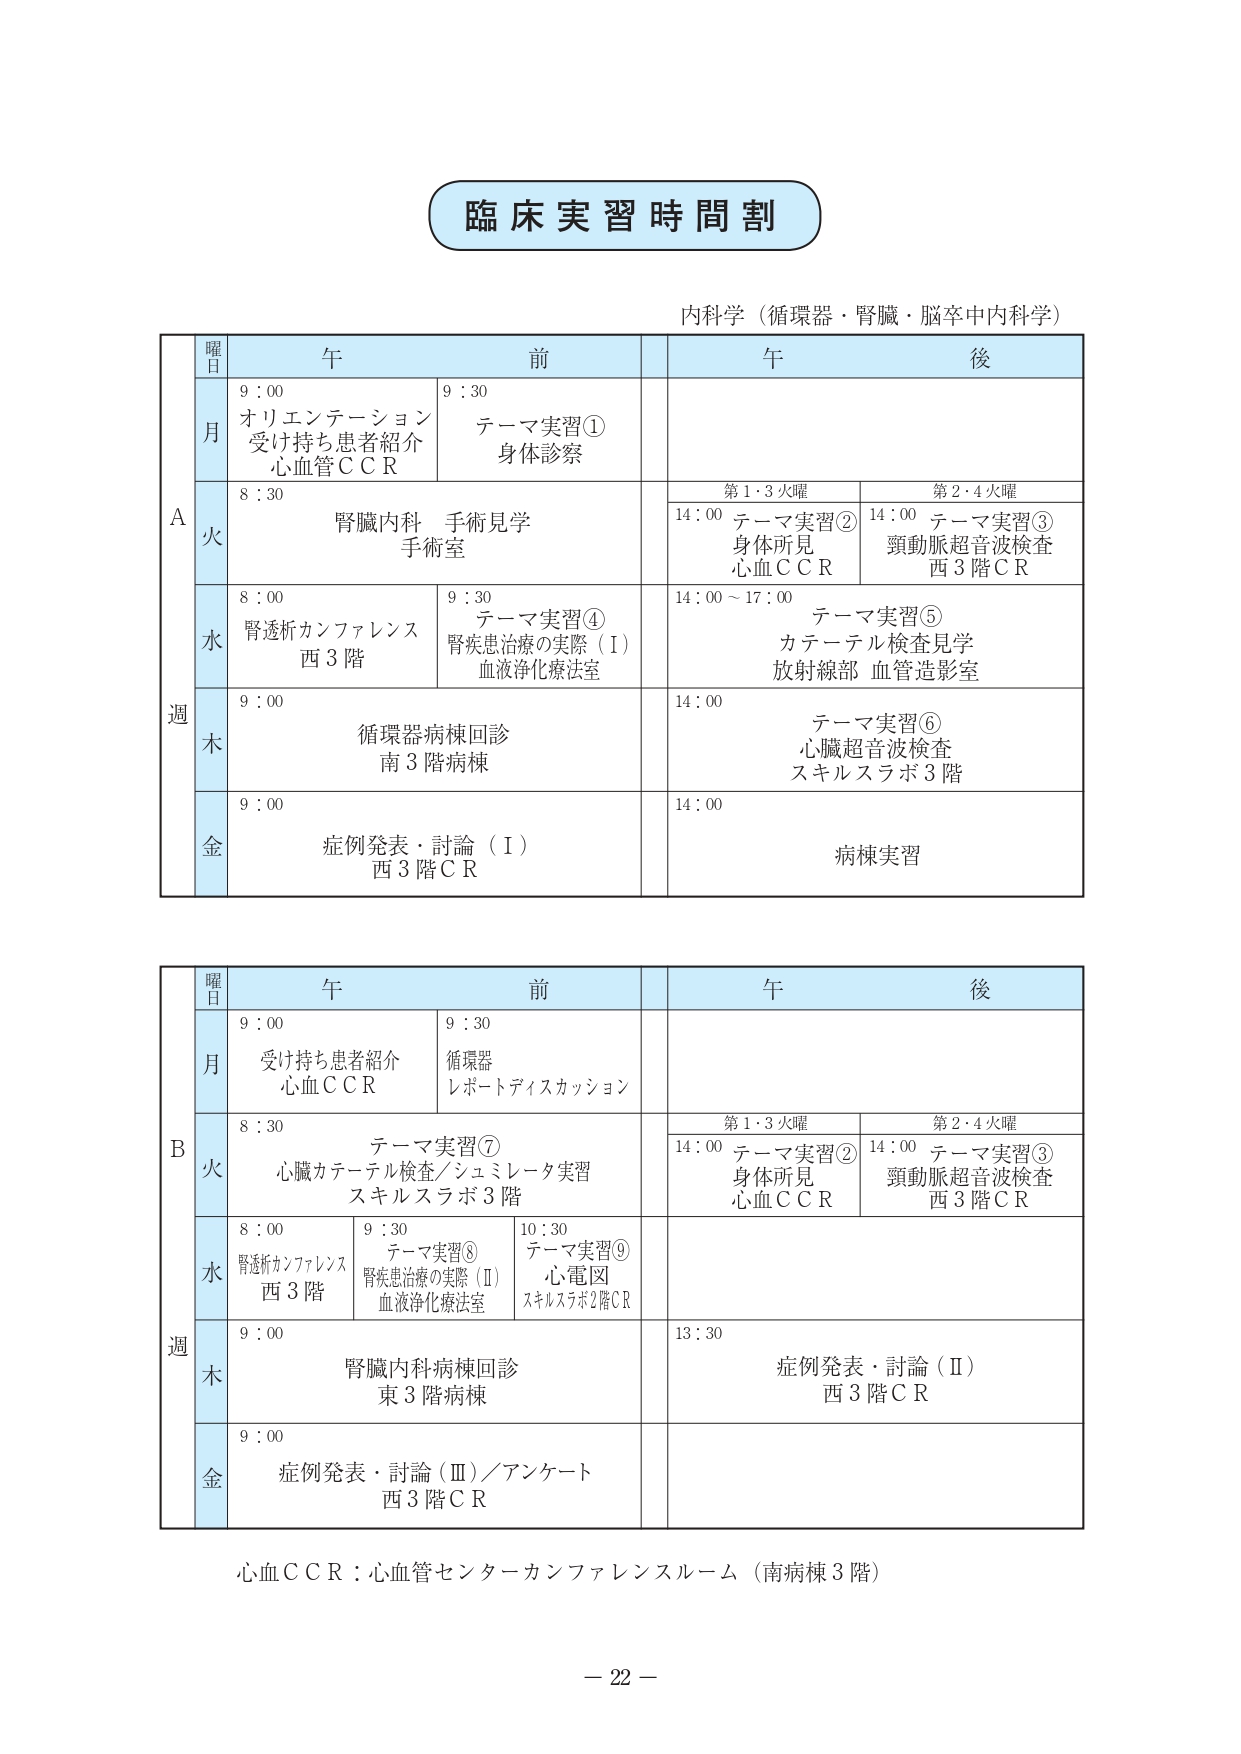 臨床実習時間割
内科学（循環器・腎臓・脳卒中内科学）
A週
曜日 午前 午後
月
9：00
オリエンテーション
受け持ち患者紹介
心血管ＣＣＲ
9：30
テーマ実習①
身体診察
火
8：30
腎臓内科　手術見学
手術室
第1・3火曜
14：00 テーマ実習②
身体所見
心血ＣＣＲ
第2・4火曜
14：00 テーマ実習③
頸動脈超音波検査
西３階ＣＲ
水
8：00
腎透析カンファレンス
西３階
9：30
テーマ実習④
腎疾患治療の実際（Ⅰ）
血液浄化療法室
14：00～17：00
テーマ実習⑤
カテーテル検査見学
放射線部 血管造影室
木
9：00
循環器病棟回診
南３階病棟
14：00
テーマ実習⑥
心臓超音波検査
スキルスラボ３階
金
9：00
症例発表・討論（Ⅰ）
西３階ＣＲ
14：00
病棟実習
B週
曜日 午前 午後
月
9：00
受け持ち患者紹介
心血ＣＣＲ
9：30
循環器
レポートディスカッション
火
8：30
テーマ実習⑦
心臓カテーテル検査／シュミレータ実習
スキルスラボ３階
第1・3火曜
14：00 テーマ実習②
身体所見
心血ＣＣＲ
第2・4火曜
14：00 テーマ実習③
頸動脈超音波検査
西３階ＣＲ
水
8：00
腎透析カンファレンス
西３階
9：30
テーマ実習⑧
腎疾患治療の実際（Ⅱ）
血液浄化療法室
10：30
テーマ実習⑨
心電図
スキルスラボ2階ＣＲ
木
9：00
腎臓内科病棟回診
東３階病棟
13：30
症例発表・討論（Ⅱ）
西３階ＣＲ
金
9：00
症例発表・討論（Ⅲ）／アンケート
西３階ＣＲ
心血ＣＣＲ：心血管センターカンファレンスルーム（南病棟３階）
― 22 ―